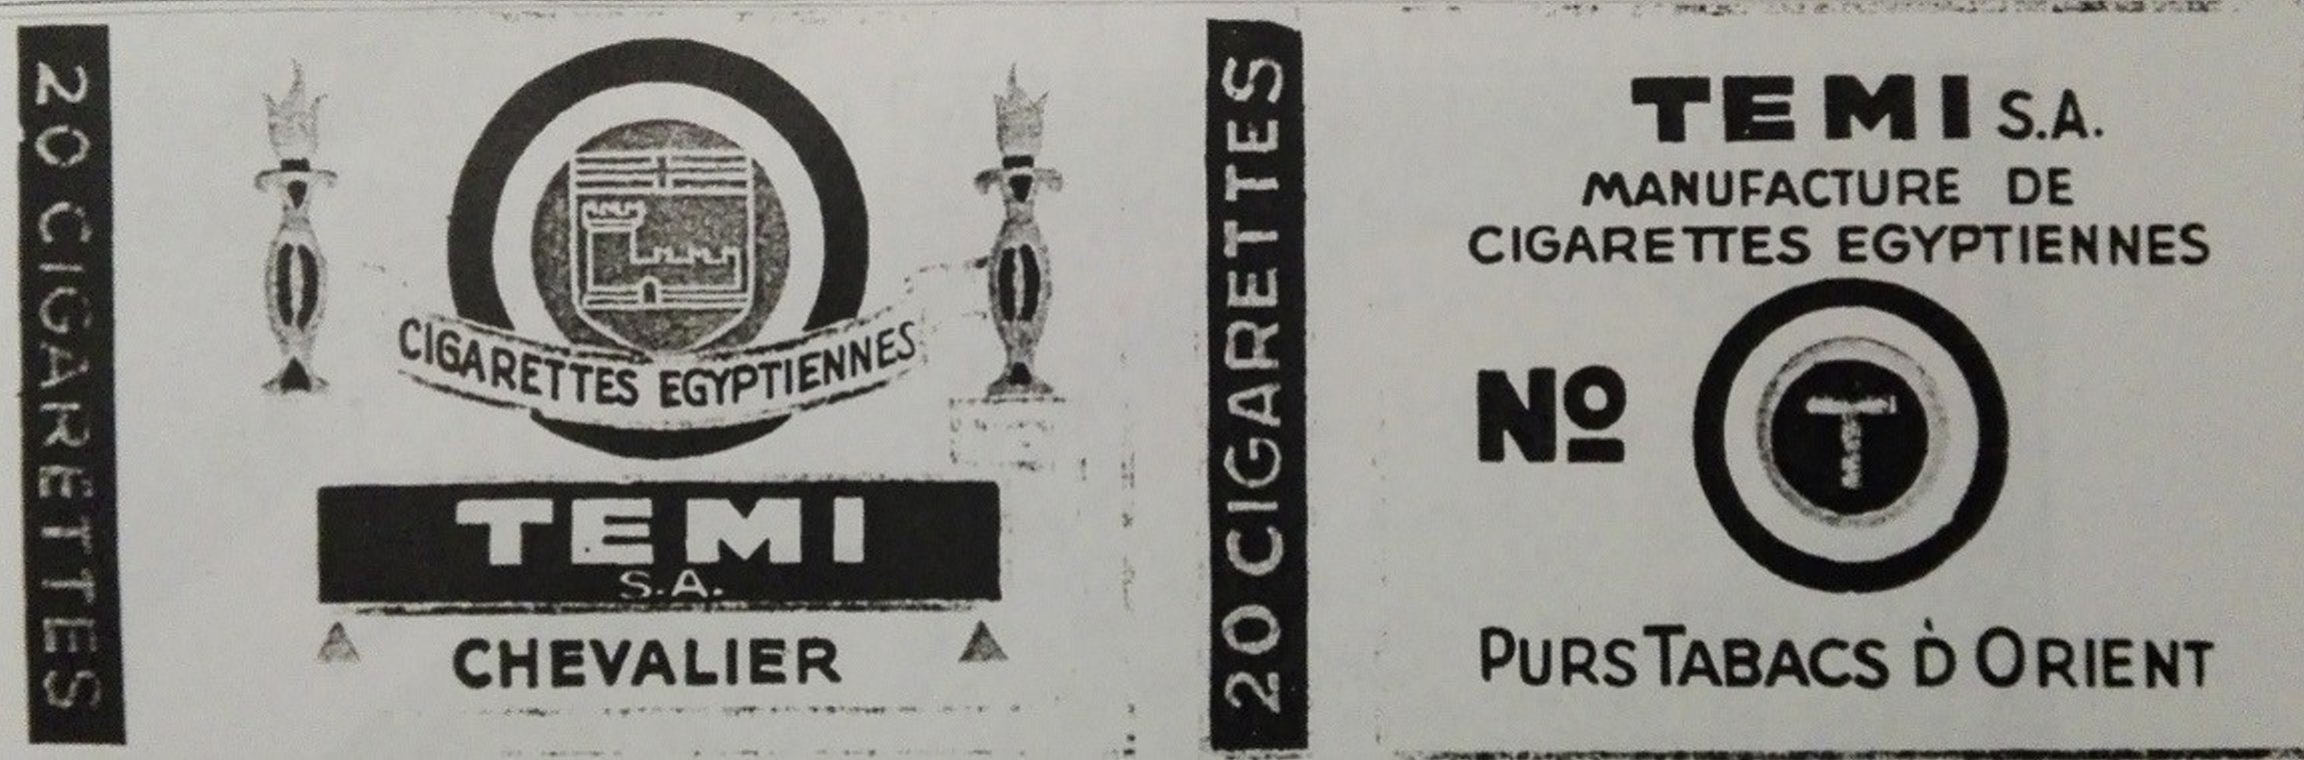 20 CIGARETTES
CIGARETTES EGYPTIENNES
TEMI
S.A.
CHEVALIER
20 CIGARETTES
TEMI S.A.
MANUFACTURE DE
CIGARETTES EGYPTIENNES
Nº
T
PURS TABACS D'ORIENT